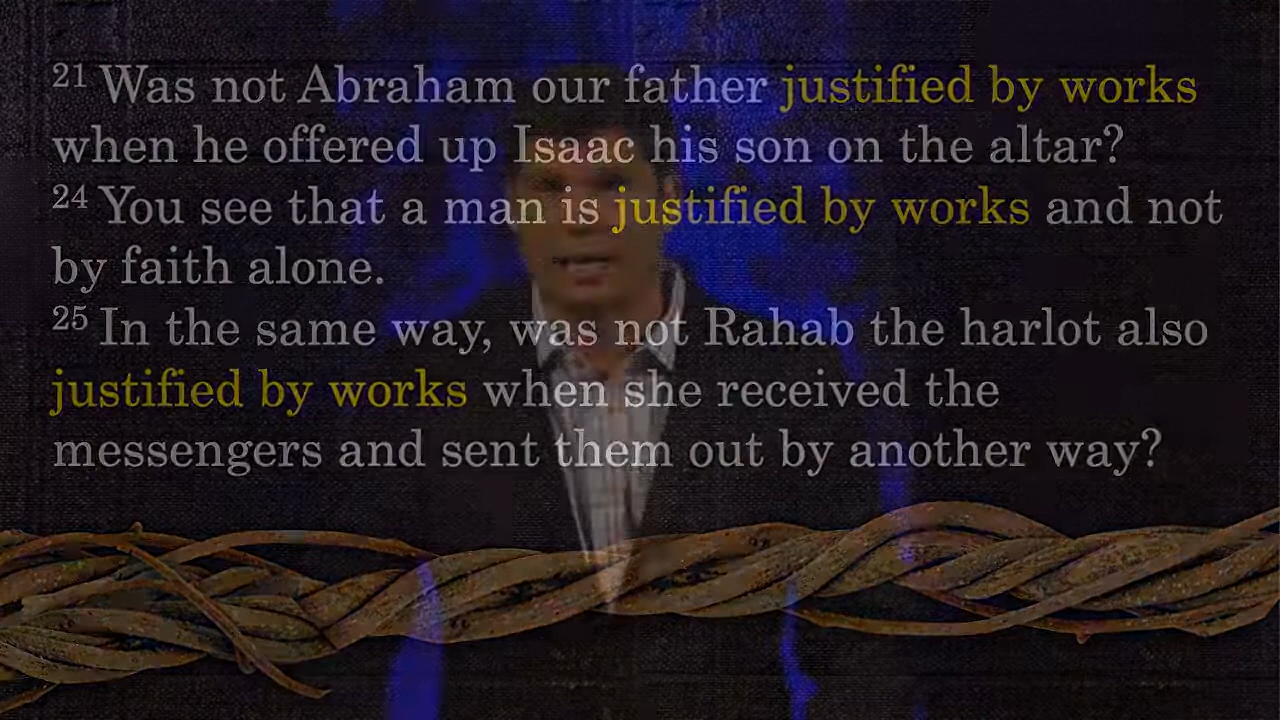 21 Was not Abraham our father justified by works
when he offered up Isaac his son on the altar?
24 You see that a man is justified by works and not
by faith alone.
25 In the same way, was not Rahab the harlot also
justified by works when she received the
messengers and sent them out by another way?